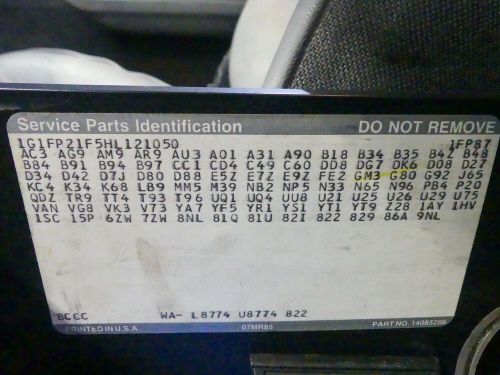 Service Parts Identification DO NOT REMOVE
1G1FP21F5HL121050 1FP87
AC3 AG9 AM9 AR9 AU3 A01 A31 A90 B18 B34 B35 B4Z B48
B84 B91 B94 B97 CC1 CD4 C49 C60 DD8 DG7 DK6 D06 D27
D34 D42 D7J D80 D88 E5Z E7Z E9Z FE2 GM3 G80 G92 J65
KC4 K34 K68 LB9 MM5 M39 NB2 NP5 N33 N65 N96 PB4 P20
QDZ TR9 TT4 T93 T96 UQ1 UQ4 UU8 U21 U25 U26 U29 U75
VAN VG8 VK3 V73 YA7 YF5 YR1 YS1 YT1 YT9 Z28 1AY 1HV
1SC 15P 6ZW 7ZW 8NL 81Q 81U 82I 822 829 86A 9NL
BCCC WA- L8774 U8774 822
PRINTED IN U.S.A. 07MR85 PART NO. 14085266